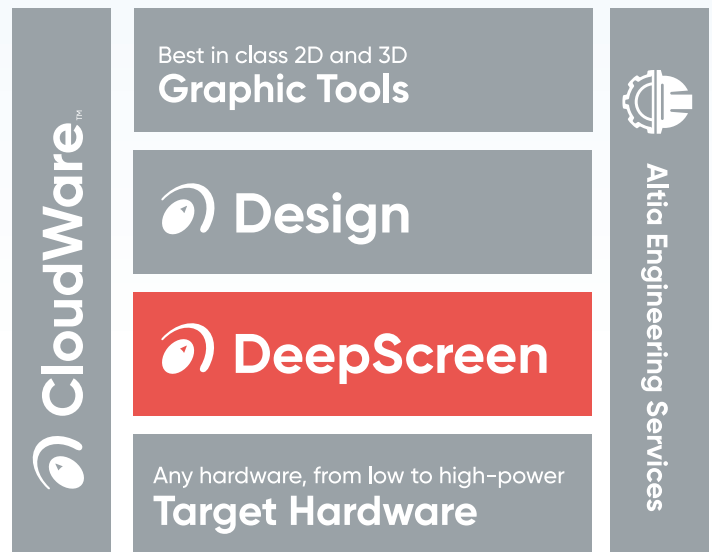 CloudWare™
Best in class 2D and 3D
Graphic Tools
Design
DeepScreen
Any hardware, from low to high-power
Target Hardware
Altia Engineering Services